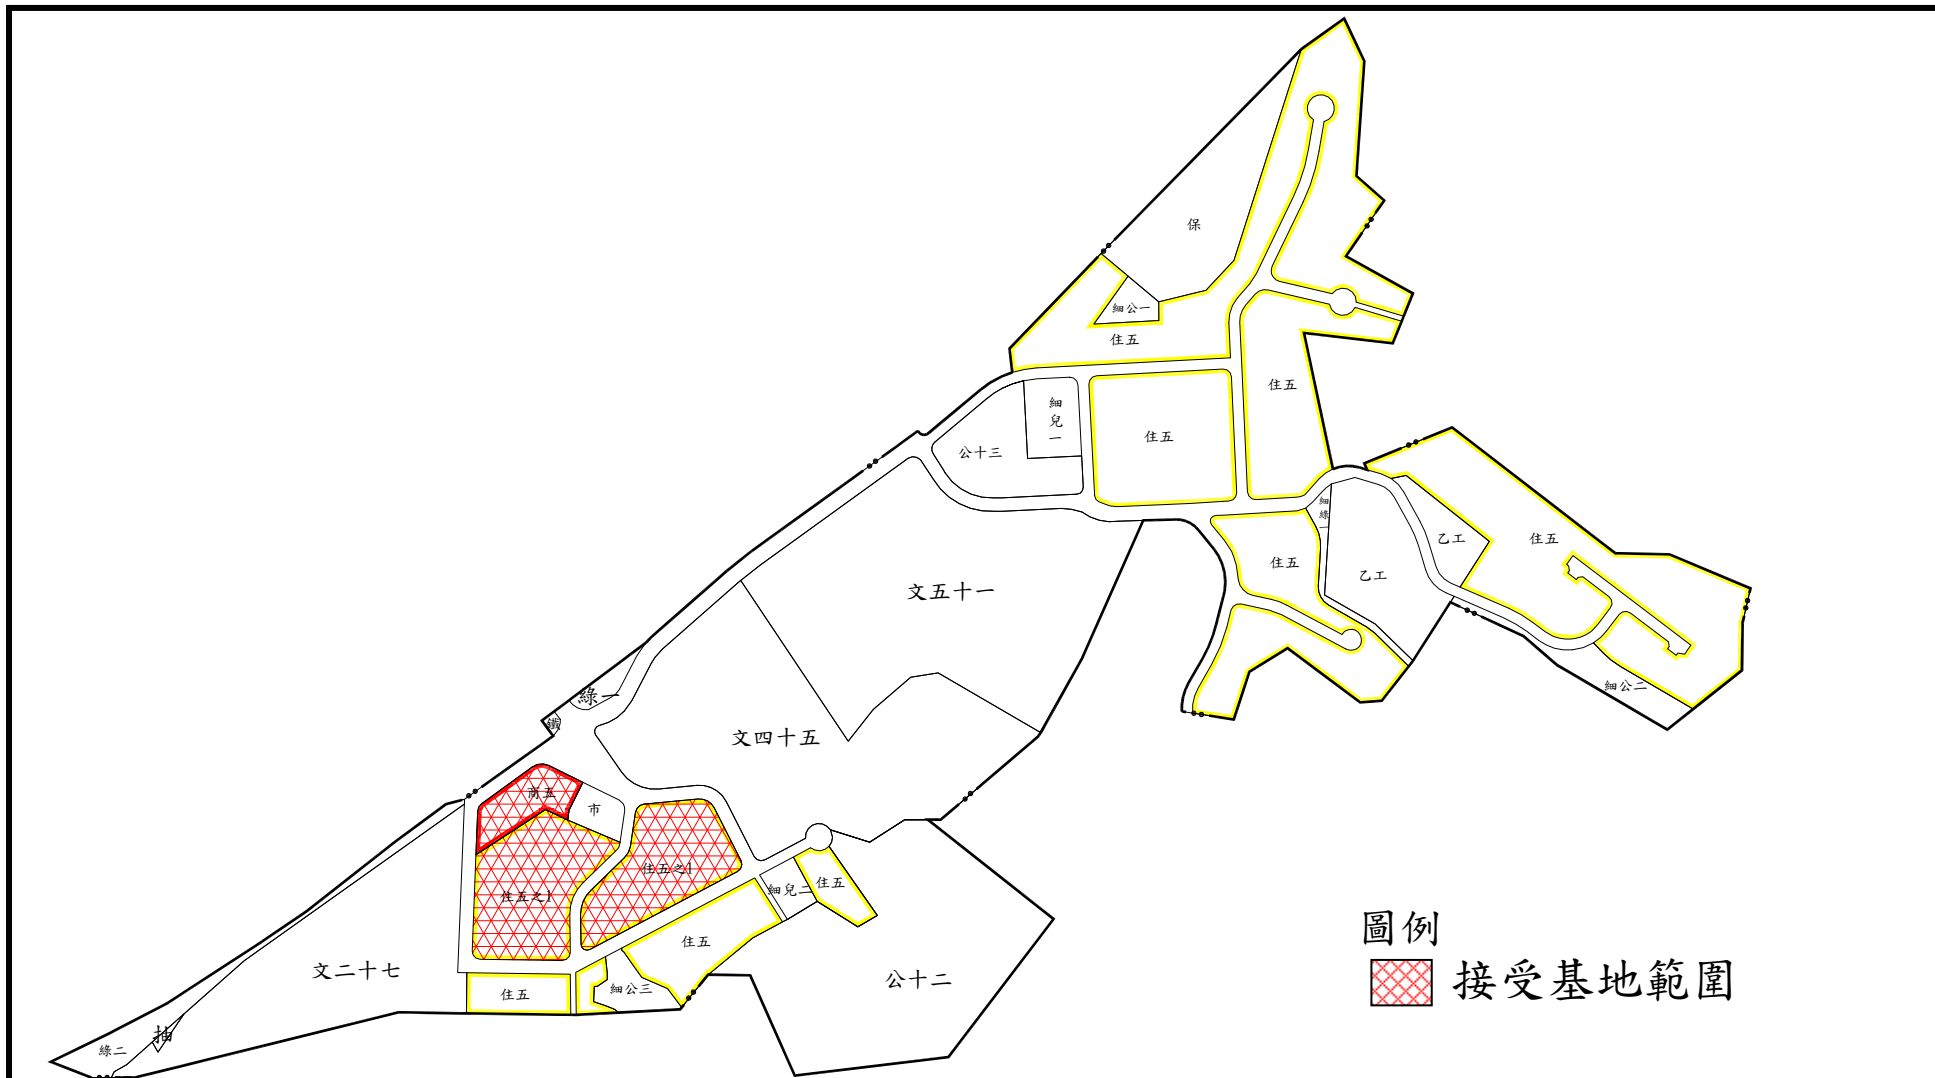 保
細公一
住五
住五
細兒一
住五
公十三
細綠一
乙工
住五
住五
乙工
文五十一
細公二
綠一
鐵
文四十五
商五
市
住五之1
住五之1
細兒二
住五
住五
文二十七
公十二
住五
細公三
抽
綠二
圖例
接受基地範圍